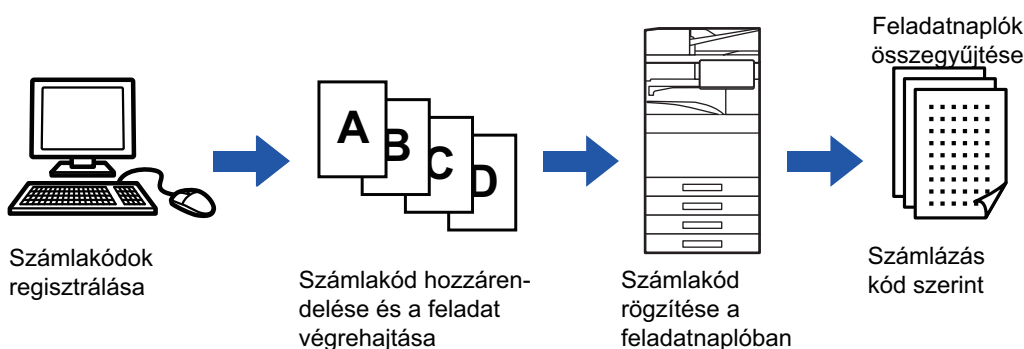 Számlakódok
regisztrálása
A
B
C
D
Számlakód hozzáren-
delése és a feladat
végrehajtása
Számlakód
rögzítése a
feladatnaplóban
Feladatnaplók
összegyűjtése
Számlázás
kód szerint